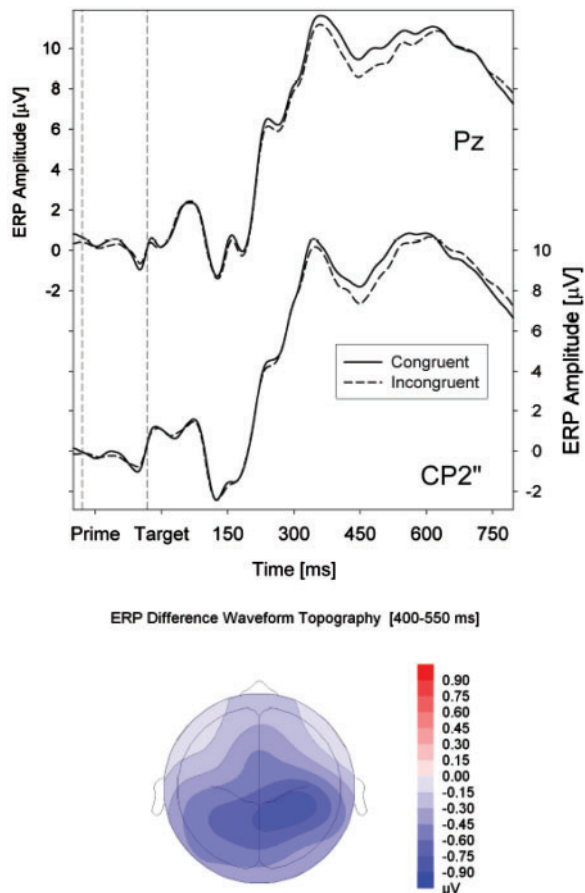 ERP Amplitude [µV]
10
8
6
4
2
0
-2
Pz
10
8
6
4
2
0
-2
ERP Amplitude [µV]
Congruent
Incongruent
CP2"
Prime Target 150 300 450 600 750
Time [ms]
ERP Difference Waveform Topography [400-550 ms]
0.90
0.75
0.60
0.45
0.30
0.15
0.00
-0.15
-0.30
-0.45
-0.60
-0.75
-0.90
µV